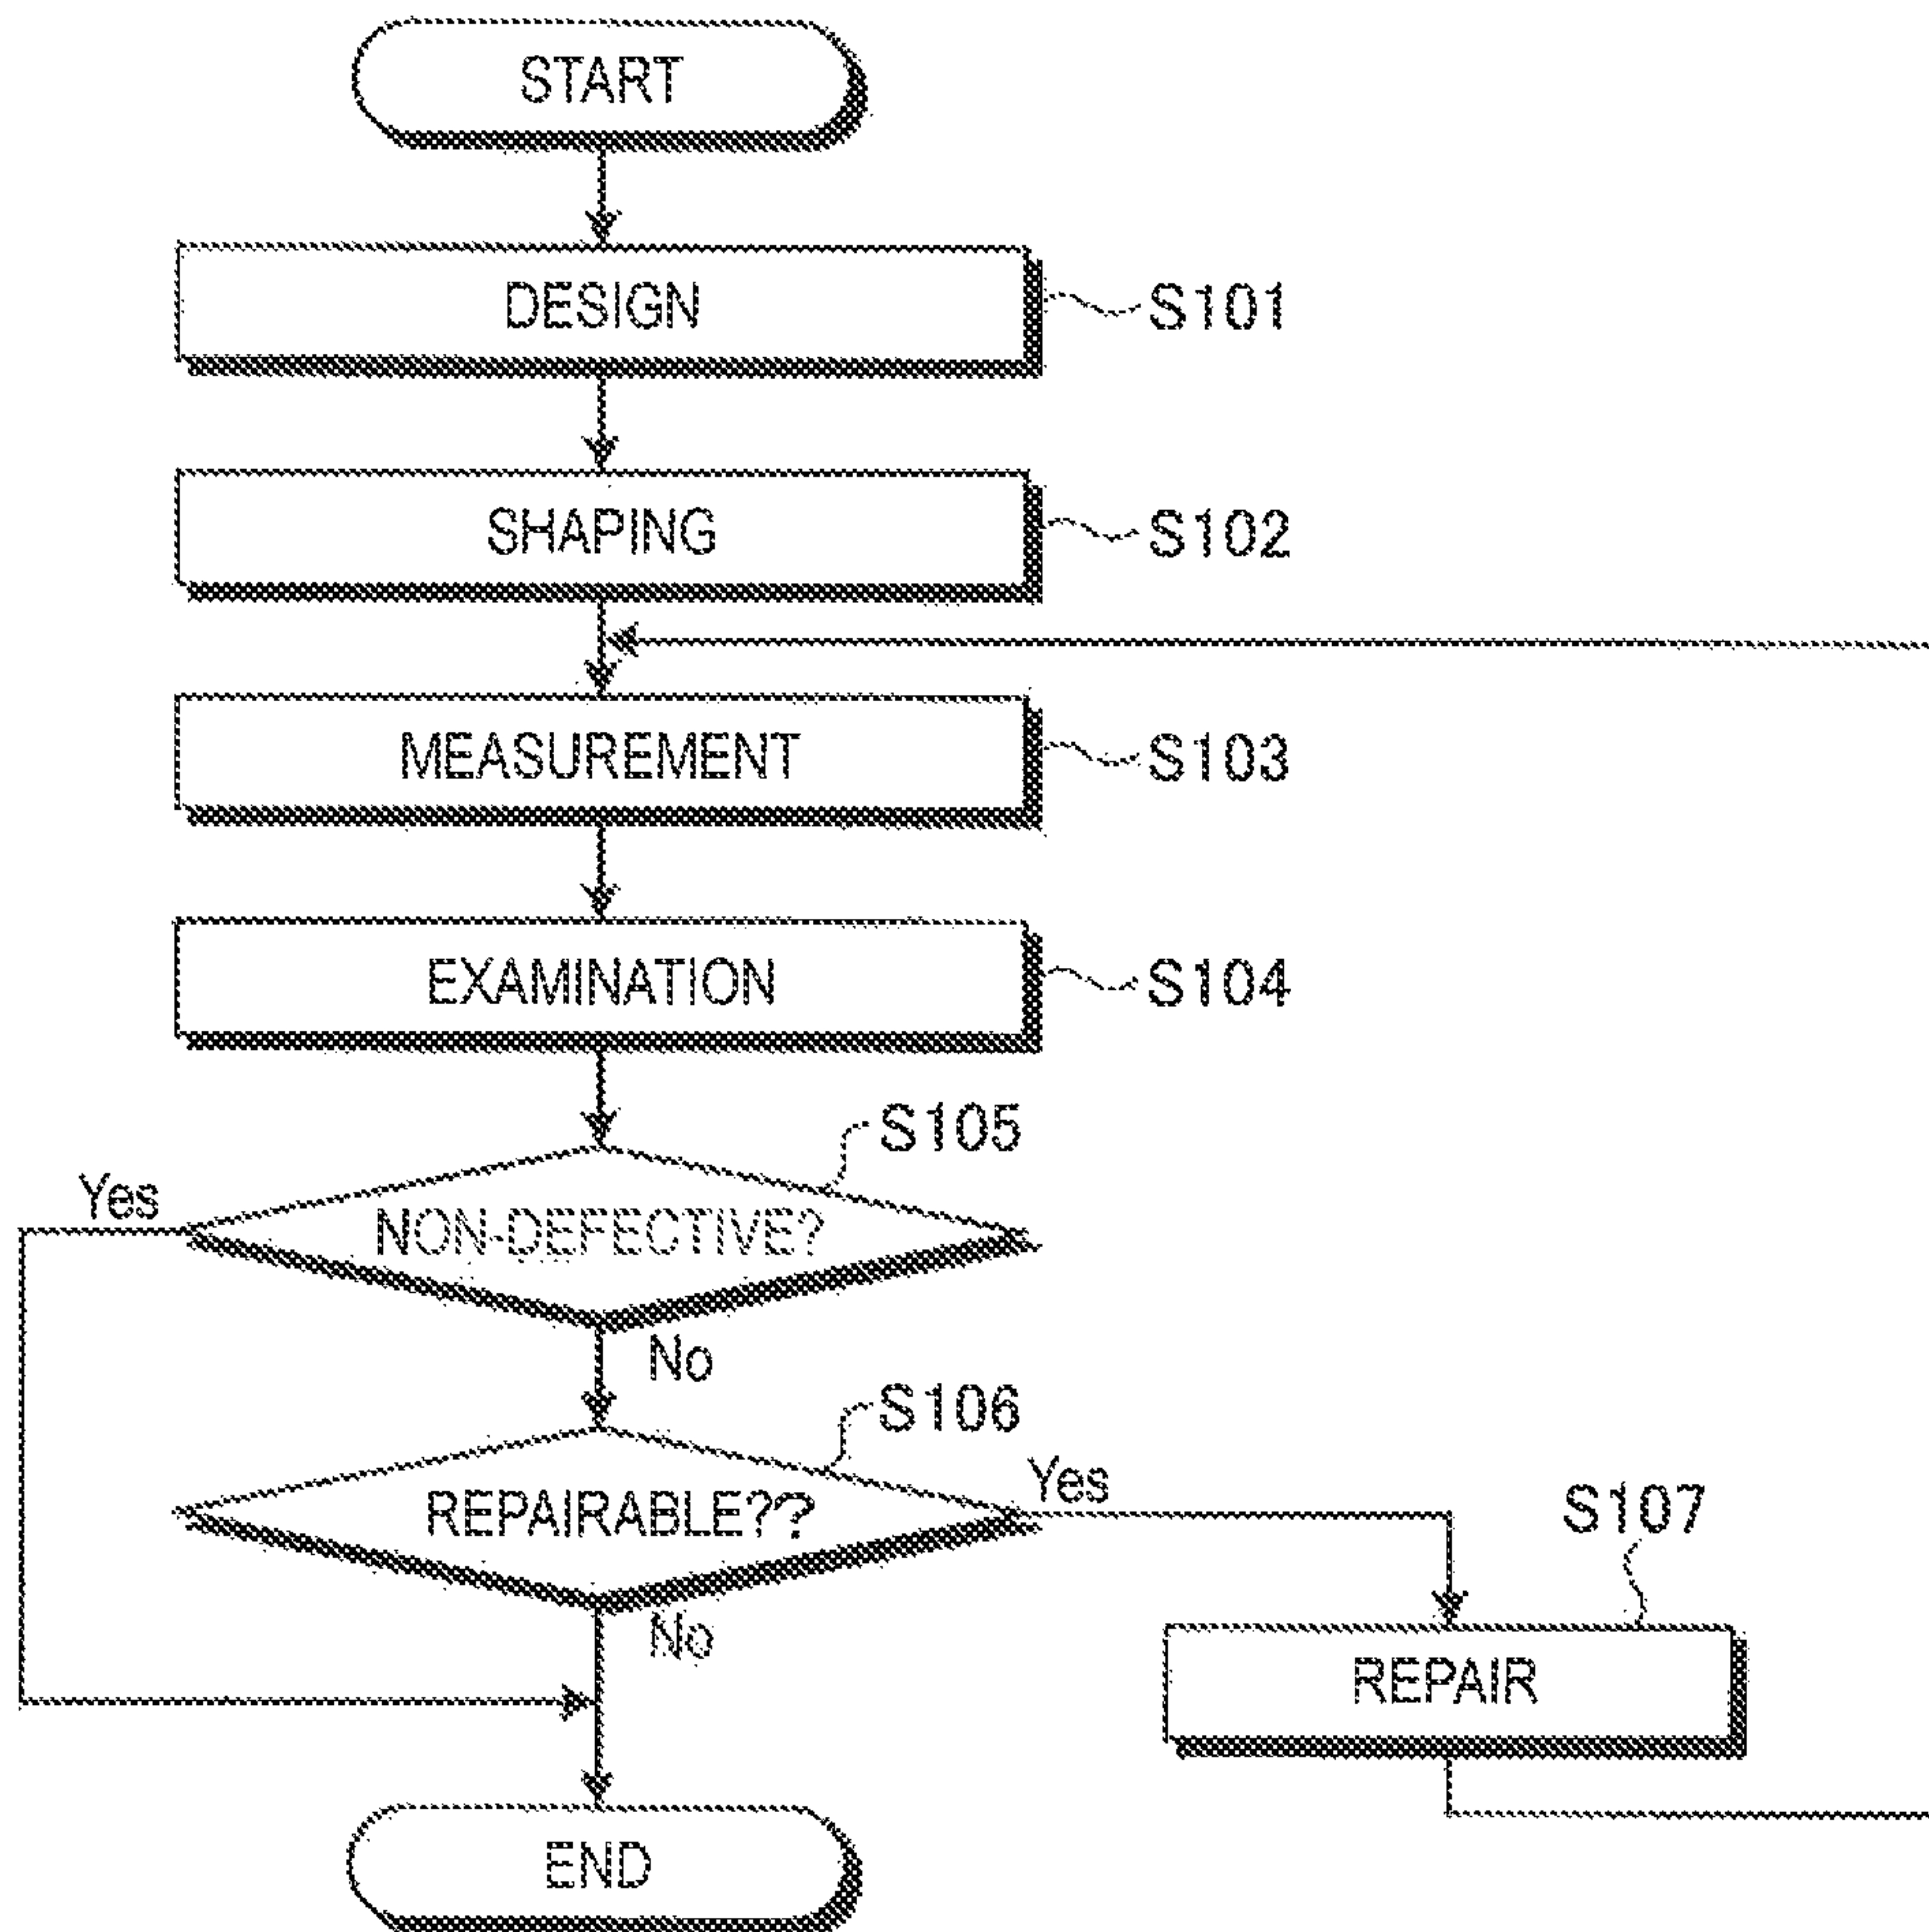 START
DESIGN
S101
SHAPING
S102
MEASUREMENT
S103
EXAMINATION
S104
S105
Yes
NON-DEFECTIVE?
No
S106
Yes
REPAIRABLE??
S107
No
REPAIR
END